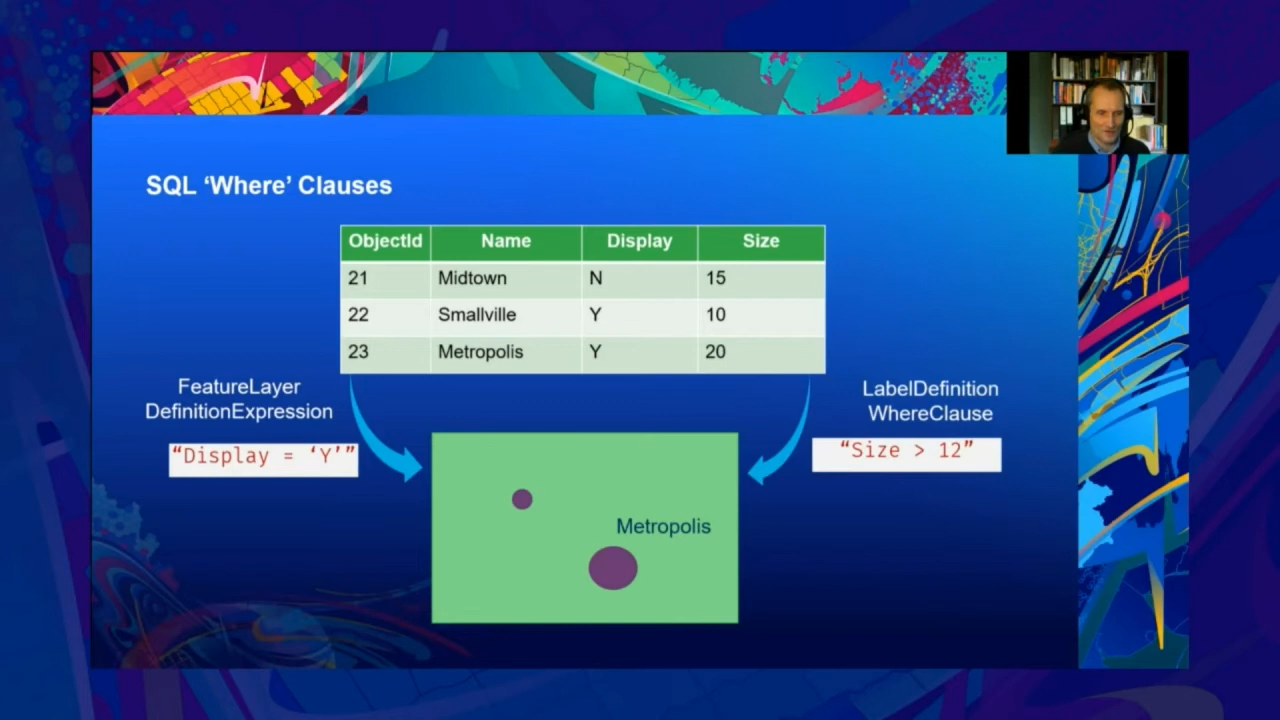 SQL ‘Where’ Clauses
ObjectId Name Display Size
21 Midtown N 15
22 Smallville Y 10
23 Metropolis Y 20
FeatureLayer
DefinitionExpression
“Display = ‘Y’”
LabelDefinition
WhereClause
“Size > 12”
Metropolis